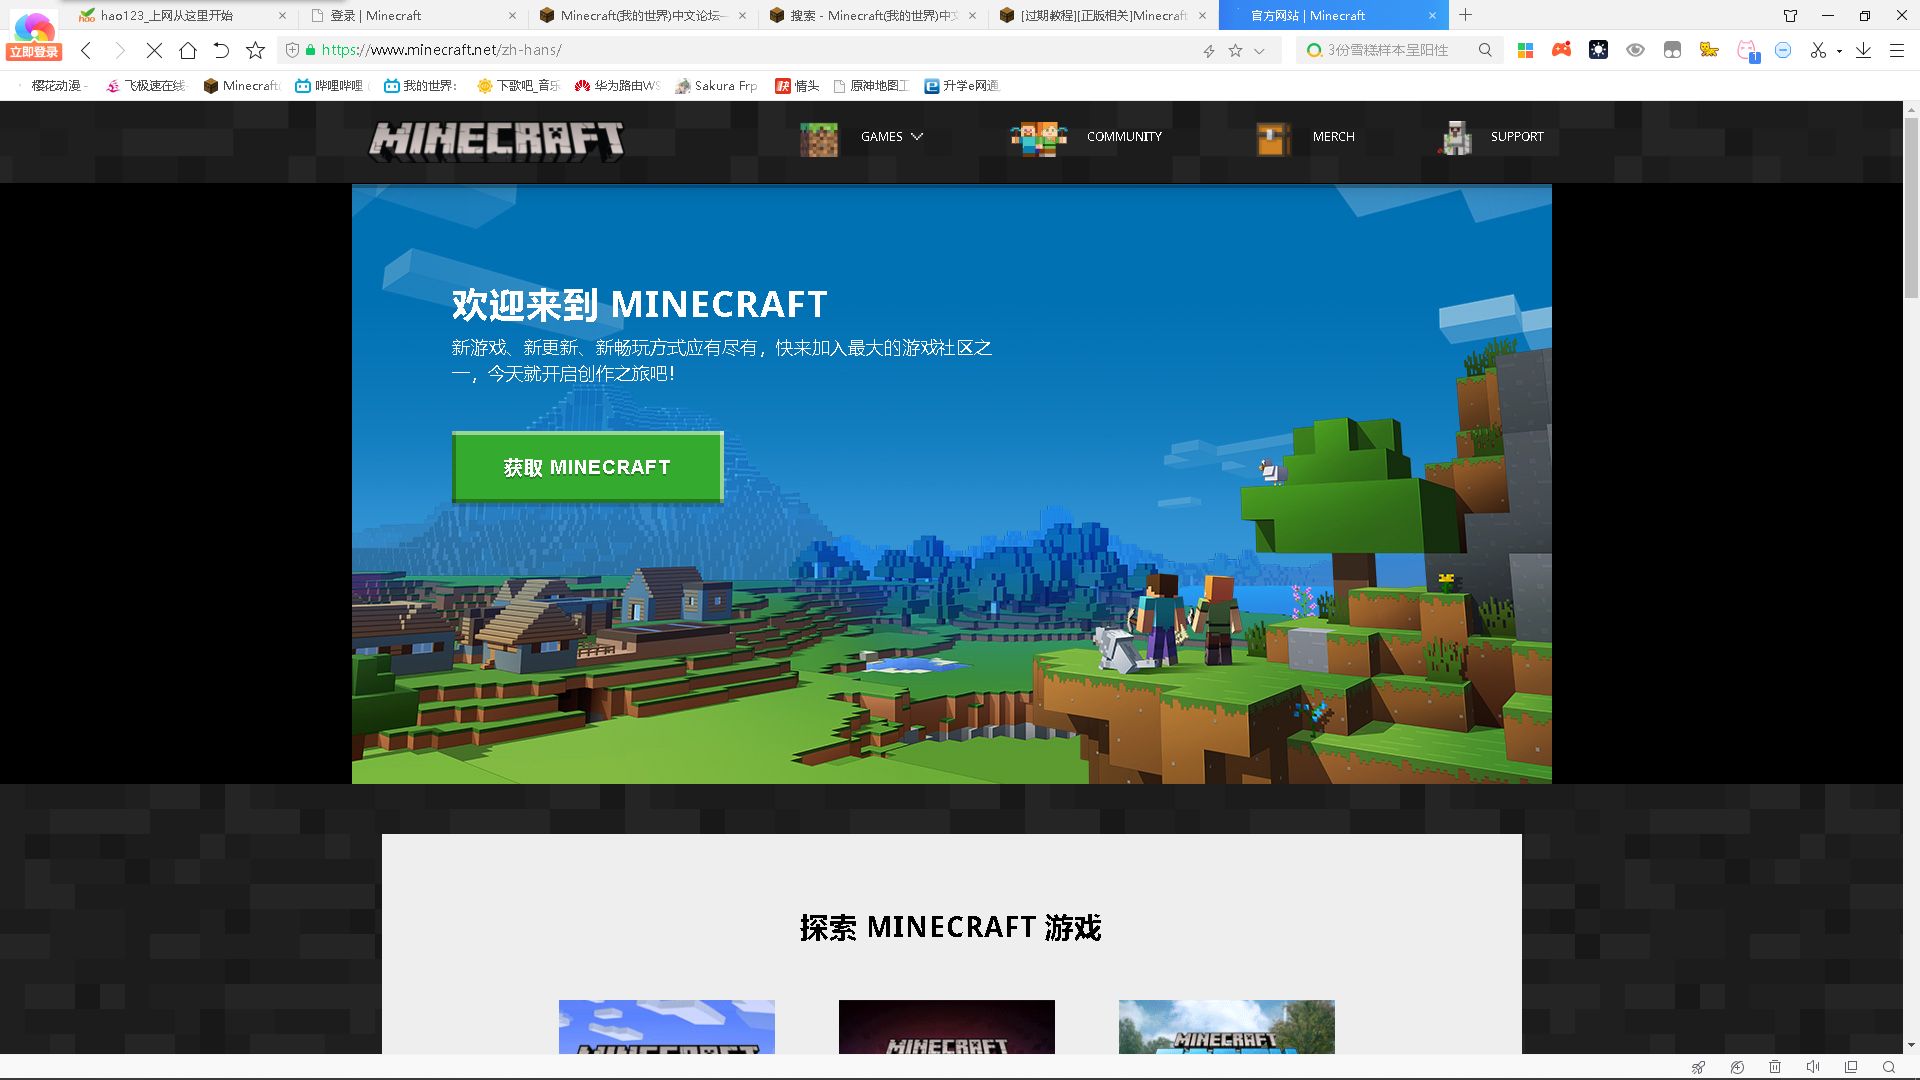 hao123_上网从这里开始
登录 | Minecraft
Minecraft(我的世界)中文论坛—
搜索 - Minecraft(我的世界)中文
[过期教程][正版相关]Minecraft
官方网站 | Minecraft
立即登录
https://www.minecraft.net/zh-hans/
3份雪糕样本呈阳性
1
樱花动漫 -
飞极速在线
Minecraft
哔哩哔哩
我的世界:
下歌吧_音乐
华为路由WS
Sakura Frp
情头
原神地图工
升学e网通
MINECRAFT
GAMES
COMMUNITY
MERCH
SUPPORT
欢迎来到 MINECRAFT
新游戏、新更新、新畅玩方式应有尽有，快来加入最大的游戏社区之
一，今天就开启创作之旅吧！
获取 MINECRAFT
探索 MINECRAFT 游戏
MINECRAFT
MINECRAFT
MINECRAFT